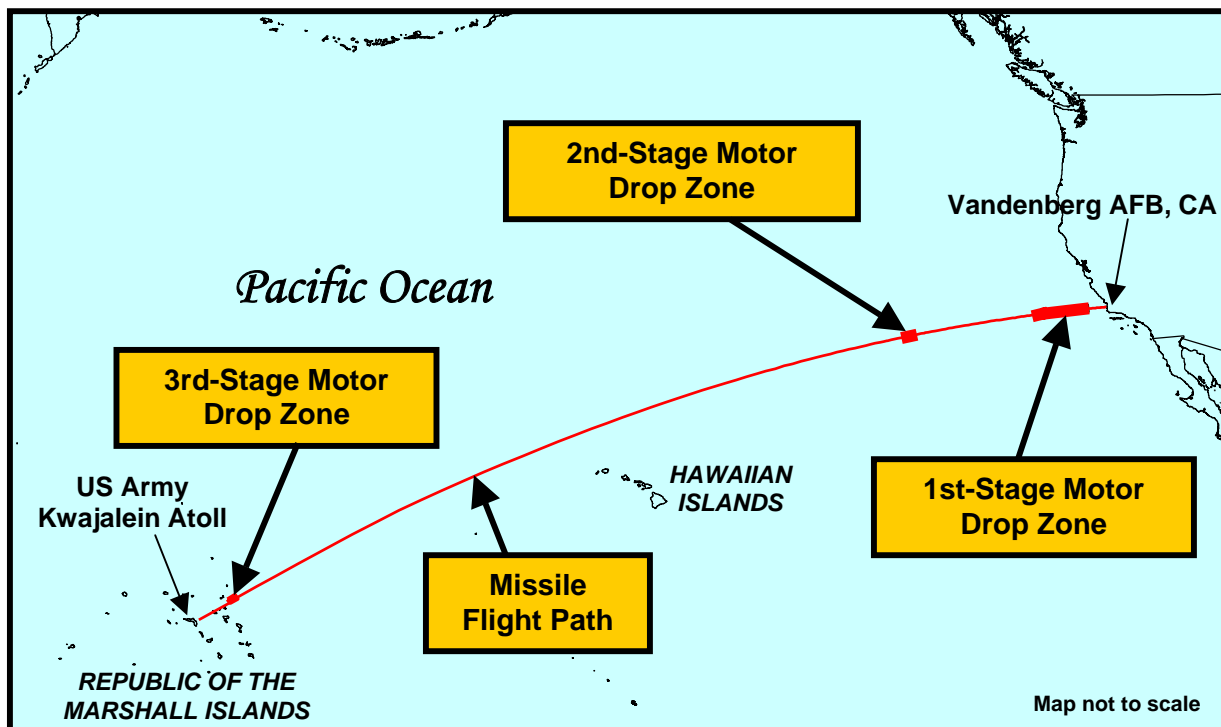 2nd-Stage Motor
Drop Zone
Vandenberg AFB, CA
Pacific Ocean
3rd-Stage Motor
Drop Zone
HAWAIIAN
ISLANDS
1st-Stage Motor
Drop Zone
US Army
Kwajalein Atoll
Missile
Flight Path
REPUBLIC OF THE
MARSHALL ISLANDS
Map not to scale